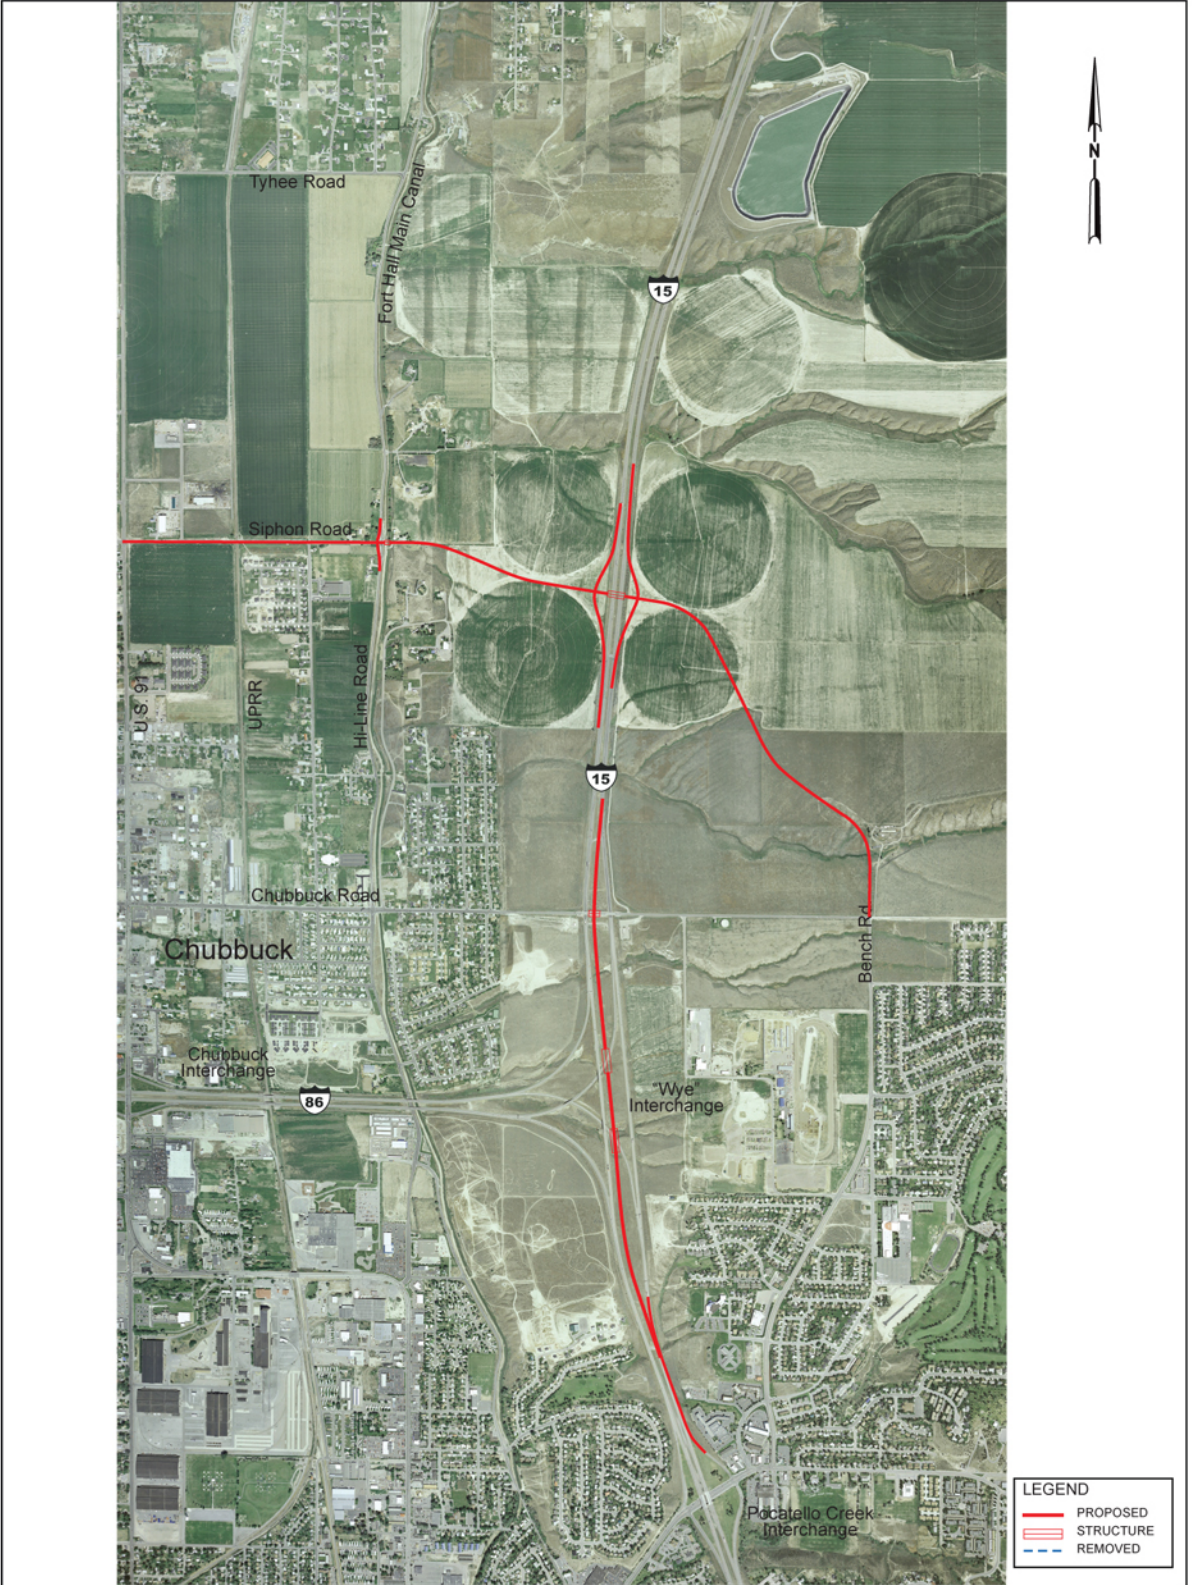 Tyhee Road
Fort Hall Main Canal
N
15
Siphon Road
U.S. 91
UPRR
Hi-Line Road
15
Chubbuck Road
Chubbuck
Bench Rd
Chubbuck
Interchange
86
"Wye"
Interchange
Pocatello Creek
Interchange
LEGEND
PROPOSED
STRUCTURE
REMOVED